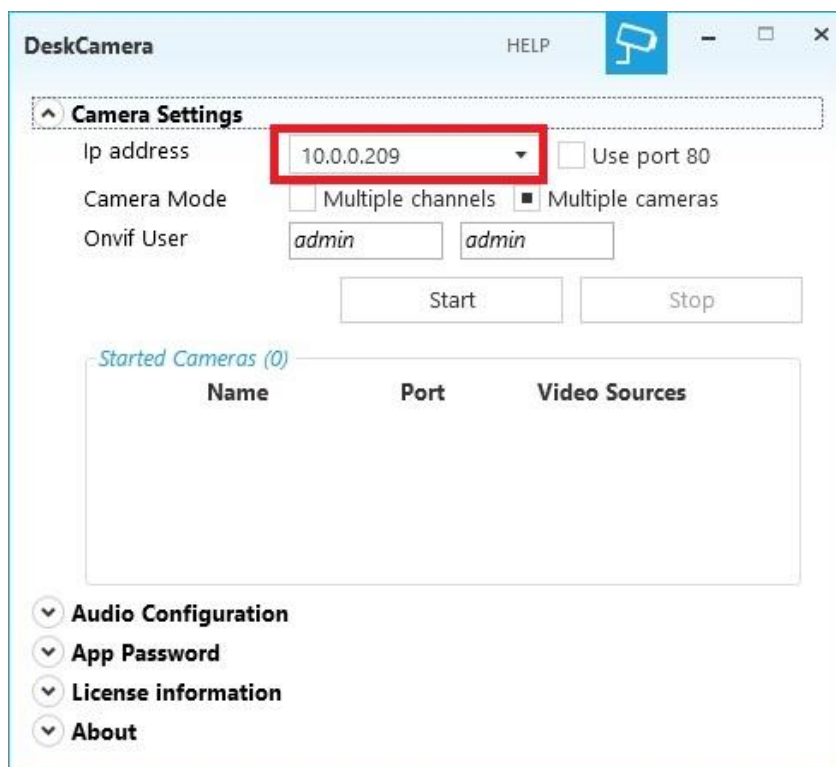 DeskCamera HELP
Camera Settings
Ip address 10.0.0.209 Use port 80
Camera Mode Multiple channels Multiple cameras
Onvif User admin admin
Start Stop
Started Cameras (0)
Name Port Video Sources
Audio Configuration
App Password
License information
About